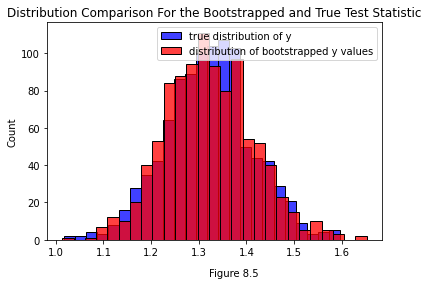 Distribution Comparison For the Bootstrapped and True Test Statistic
true distribution of y
distribution of bootstrapped y values
Count
100
80
60
40
20
0
1.0 1.1 1.2 1.3 1.4 1.5 1.6
Figure 8.5